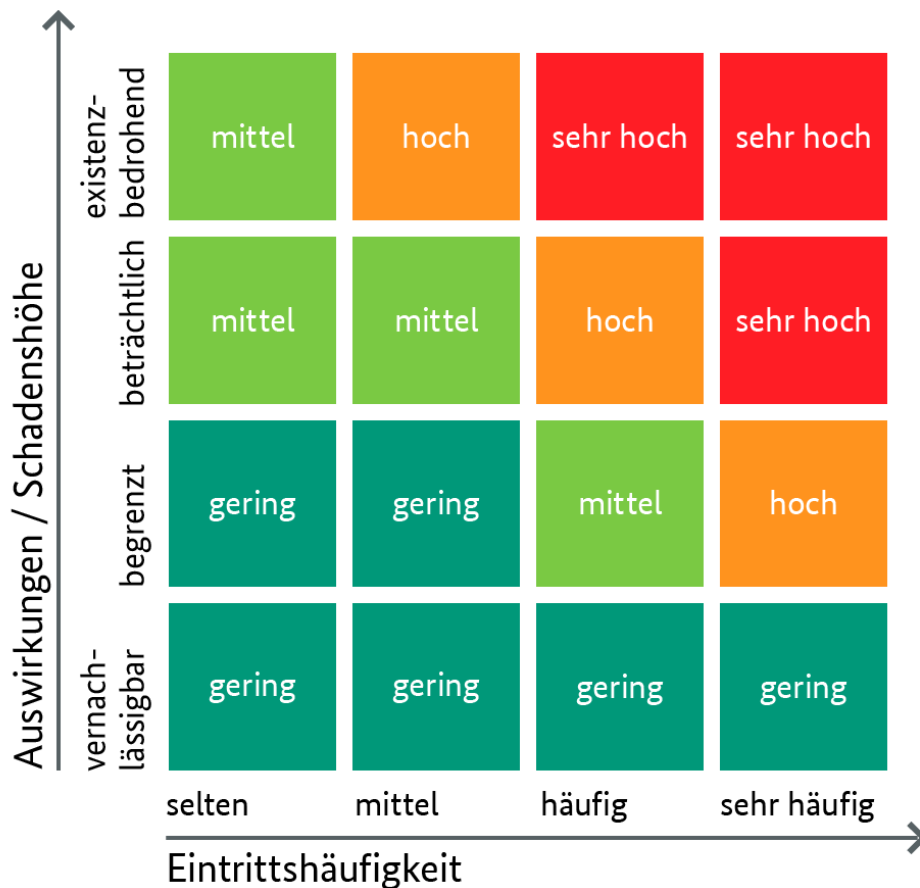 Auswirkungen / Schadenshöhe
existenz-
bedrohend
mittel hoch sehr hoch sehr hoch
beträchtlich
mittel mittel hoch sehr hoch
begrenzt
gering gering mittel hoch
vernach-
lässigbar
gering gering gering gering
selten mittel häufig sehr häufig
Eintrittshäufigkeit